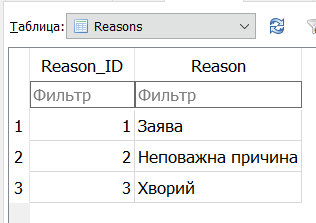 Таблица: Reasons
Reason_ID Reason
Фильтр Фильтр
1 1 Заява
2 2 Неповажна причина
3 3 Хворий